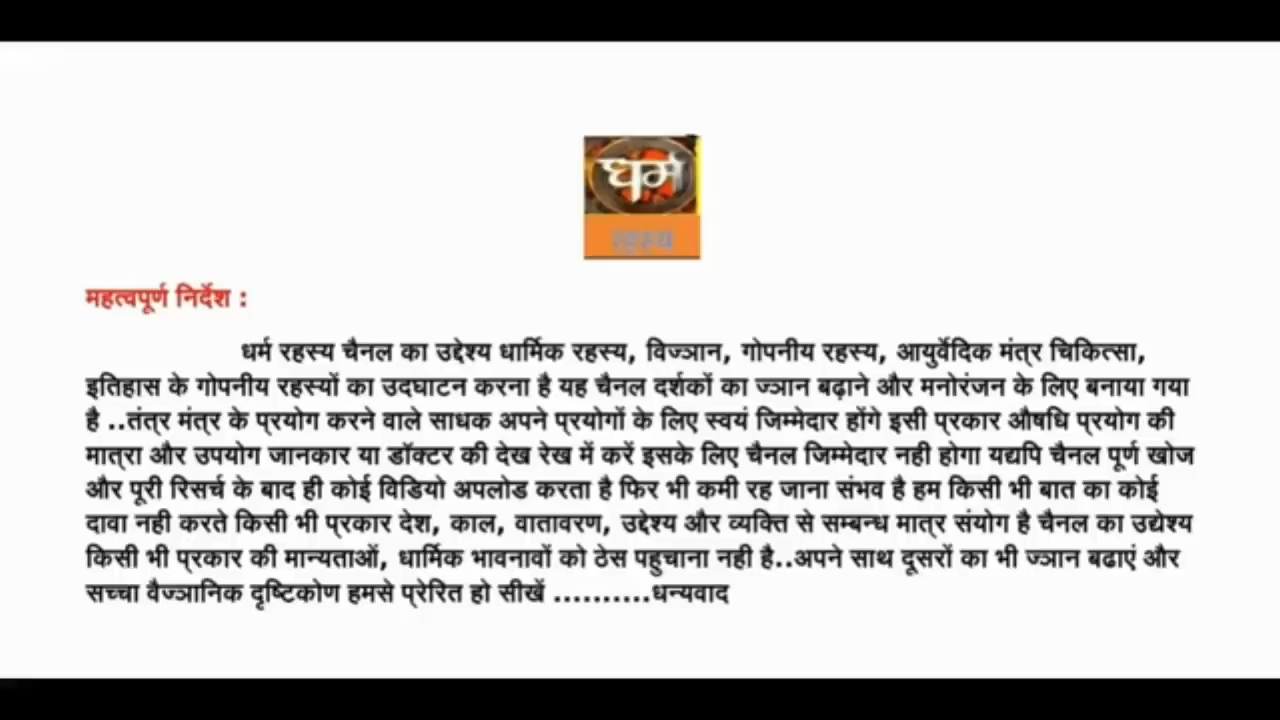 धर्म
रहस्य
महत्वपूर्ण निर्देश :
धर्म रहस्य चैनल का उद्देश्य धार्मिक रहस्य, विज्ञान, गोपनीय रहस्य, आयुर्वेदिक मंत्र चिकित्सा,
इतिहास के गोपनीय रहस्यों का उदघाटन करना है यह चैनल दर्शकों का ज्ञान बढ़ाने और मनोरंजन के लिए बनाया गया
है ..तंत्र मंत्र के प्रयोग करने वाले साधक अपने प्रयोगों के लिए स्वयं जिम्मेदार होंगे इसी प्रकार औषधि प्रयोग की
मात्रा और उपयोग जानकार या डॉक्टर की देख रेख में करें इसके लिए चैनल जिम्मेदार नही होगा यद्यपि चैनल पूर्ण खोज
और पूरी रिसर्च के बाद ही कोई विडियो अपलोड करता है फिर भी कमी रह जाना संभव है हम किसी भी बात का कोई
दावा नही करते किसी भी प्रकार देश, काल, वातावरण, उद्देश्य और व्यक्ति से सम्बन्ध मात्र संयोग है चैनल का उद्येश्य
किसी भी प्रकार की मान्यताओं, धार्मिक भावनावों को ठेस पहुचाना नही है..अपने साथ दूसरों का भी ज्ञान बढाएं और
सच्चा वैज्ञानिक दृष्टिकोण हमसे प्रेरित हो सीखें ..........धन्यवाद